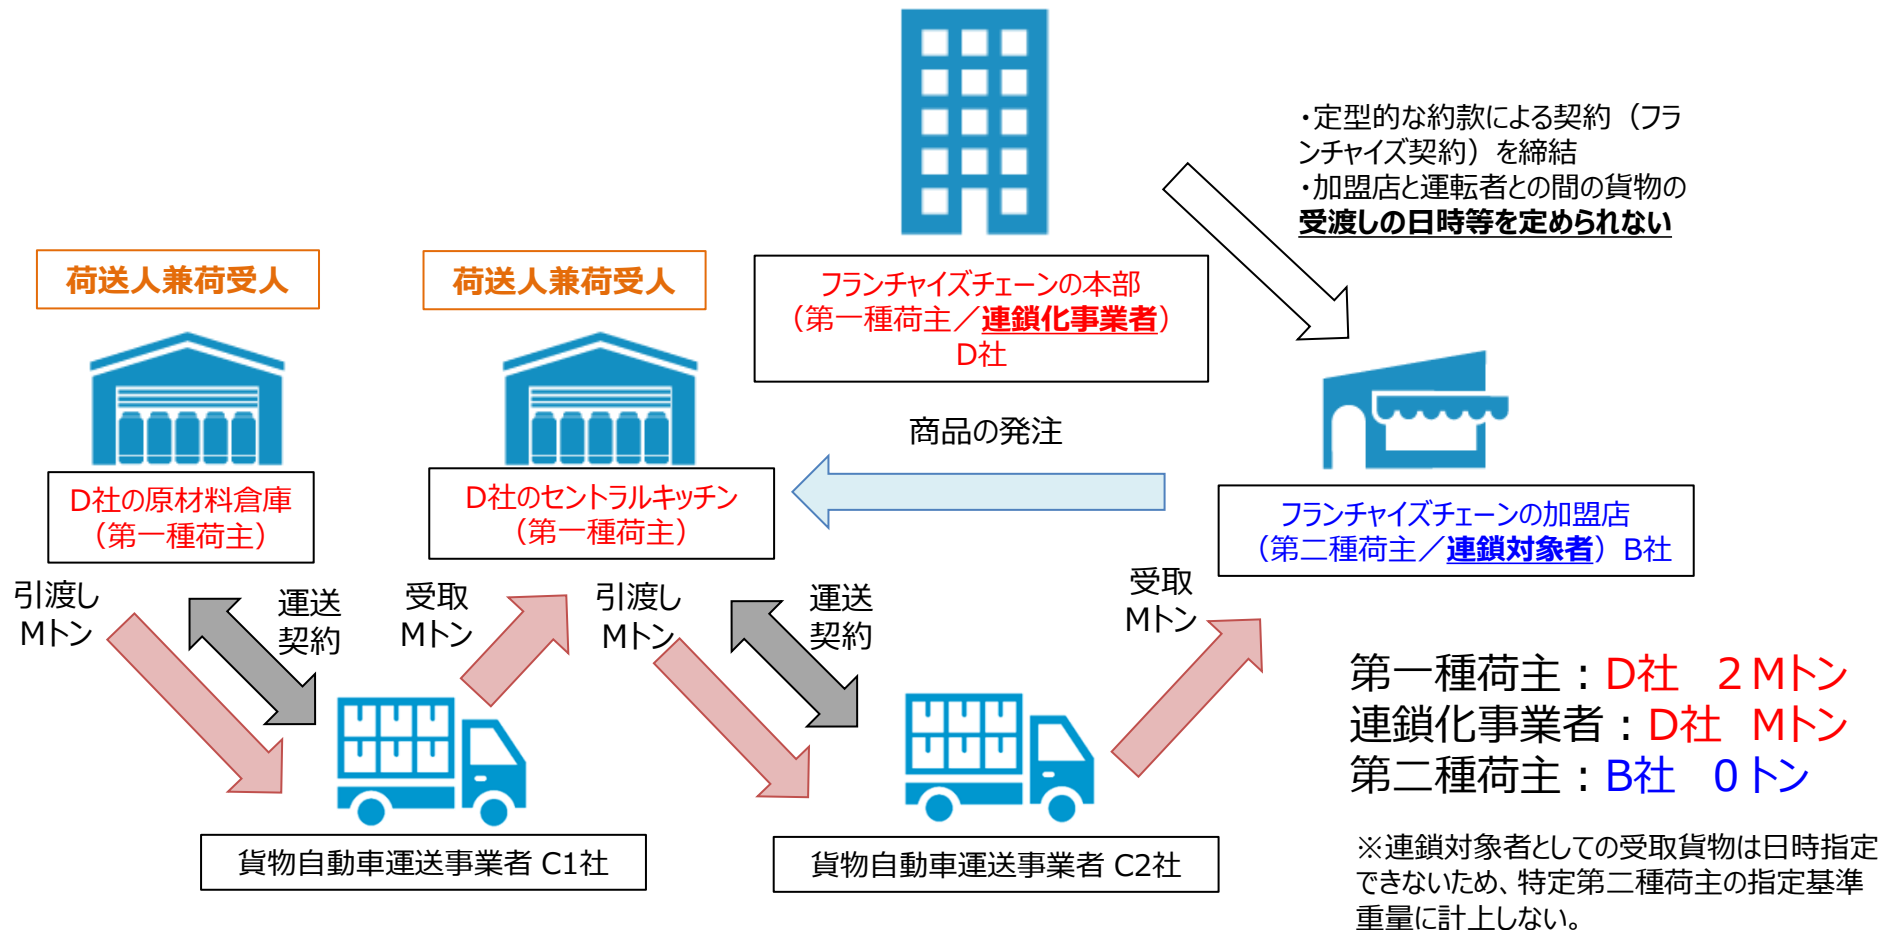 ・定型的な約款による契約（フラ
ンチャイズ契約）を締結
・加盟店と運転者との間の貨物の
受渡しの日時等を定められない
荷送人兼荷受人
荷送人兼荷受人
フランチャイズチェーンの本部
（第一種荷主／連鎖化事業者）
D社
商品の発注
D社の原材料倉庫
（第一種荷主）
D社のセントラルキッチン
（第一種荷主）
フランチャイズチェーンの加盟店
（第二種荷主／連鎖対象者）B社
引渡し
Mトン
運送
契約
受取
Mトン
引渡し
Mトン
運送
契約
受取
Mトン
貨物自動車運送事業者 C1社
貨物自動車運送事業者 C2社
第一種荷主：D社　２Mトン
連鎖化事業者：D社　Mトン
第二種荷主：B社　０トン
※連鎖対象者としての受取貨物は日時指定
できないため、特定第二種荷主の指定基準
重量に計上しない。